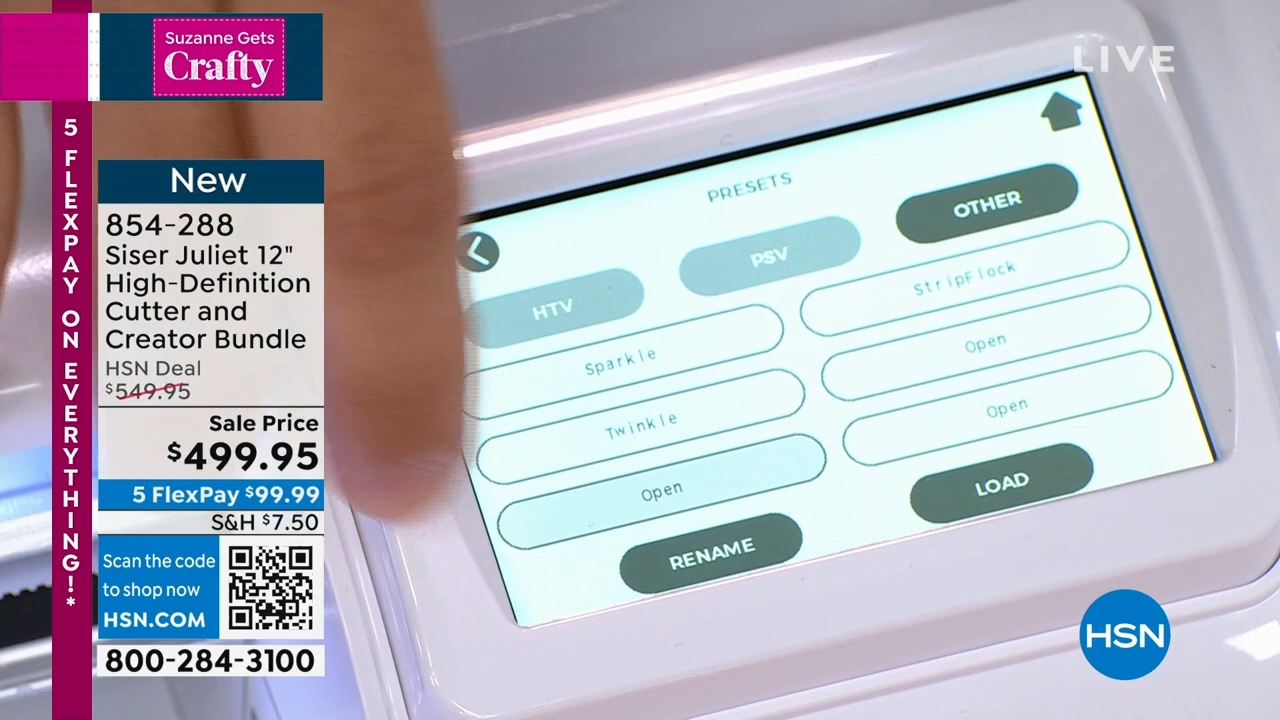 Suzanne Gets
Crafty
5 FLEXPAY ON EVERYTHING!*
New
854-288
Siser Juliet 12"
High-Definition
Cutter and
Creator Bundle
HSN Deal
$549.95
Sale Price
$499.95
5 FlexPay $99.99
S&H $7.50
Scan the code
to shop now
HSN.COM
800-284-3100
LIVE
PRESETS
HTV
PSV
OTHER
Sparkle
StripFlock
Twinkle
Open
Open
Open
RENAME
LOAD
HSN